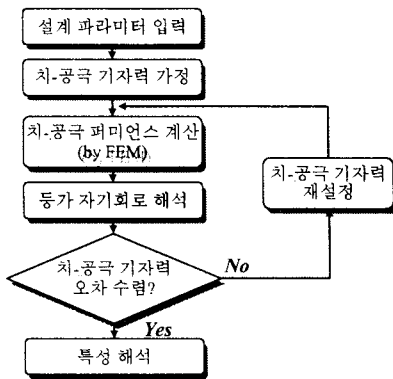 설계 파라미터 입력
치-공극 기자력 가정
치-공극 퍼미언스 계산
(by FEM)
등가 자기회로 해석
치-공극 기자력
재설정
치-공극 기자력
오차 수렴?
No
Yes
특성 해석